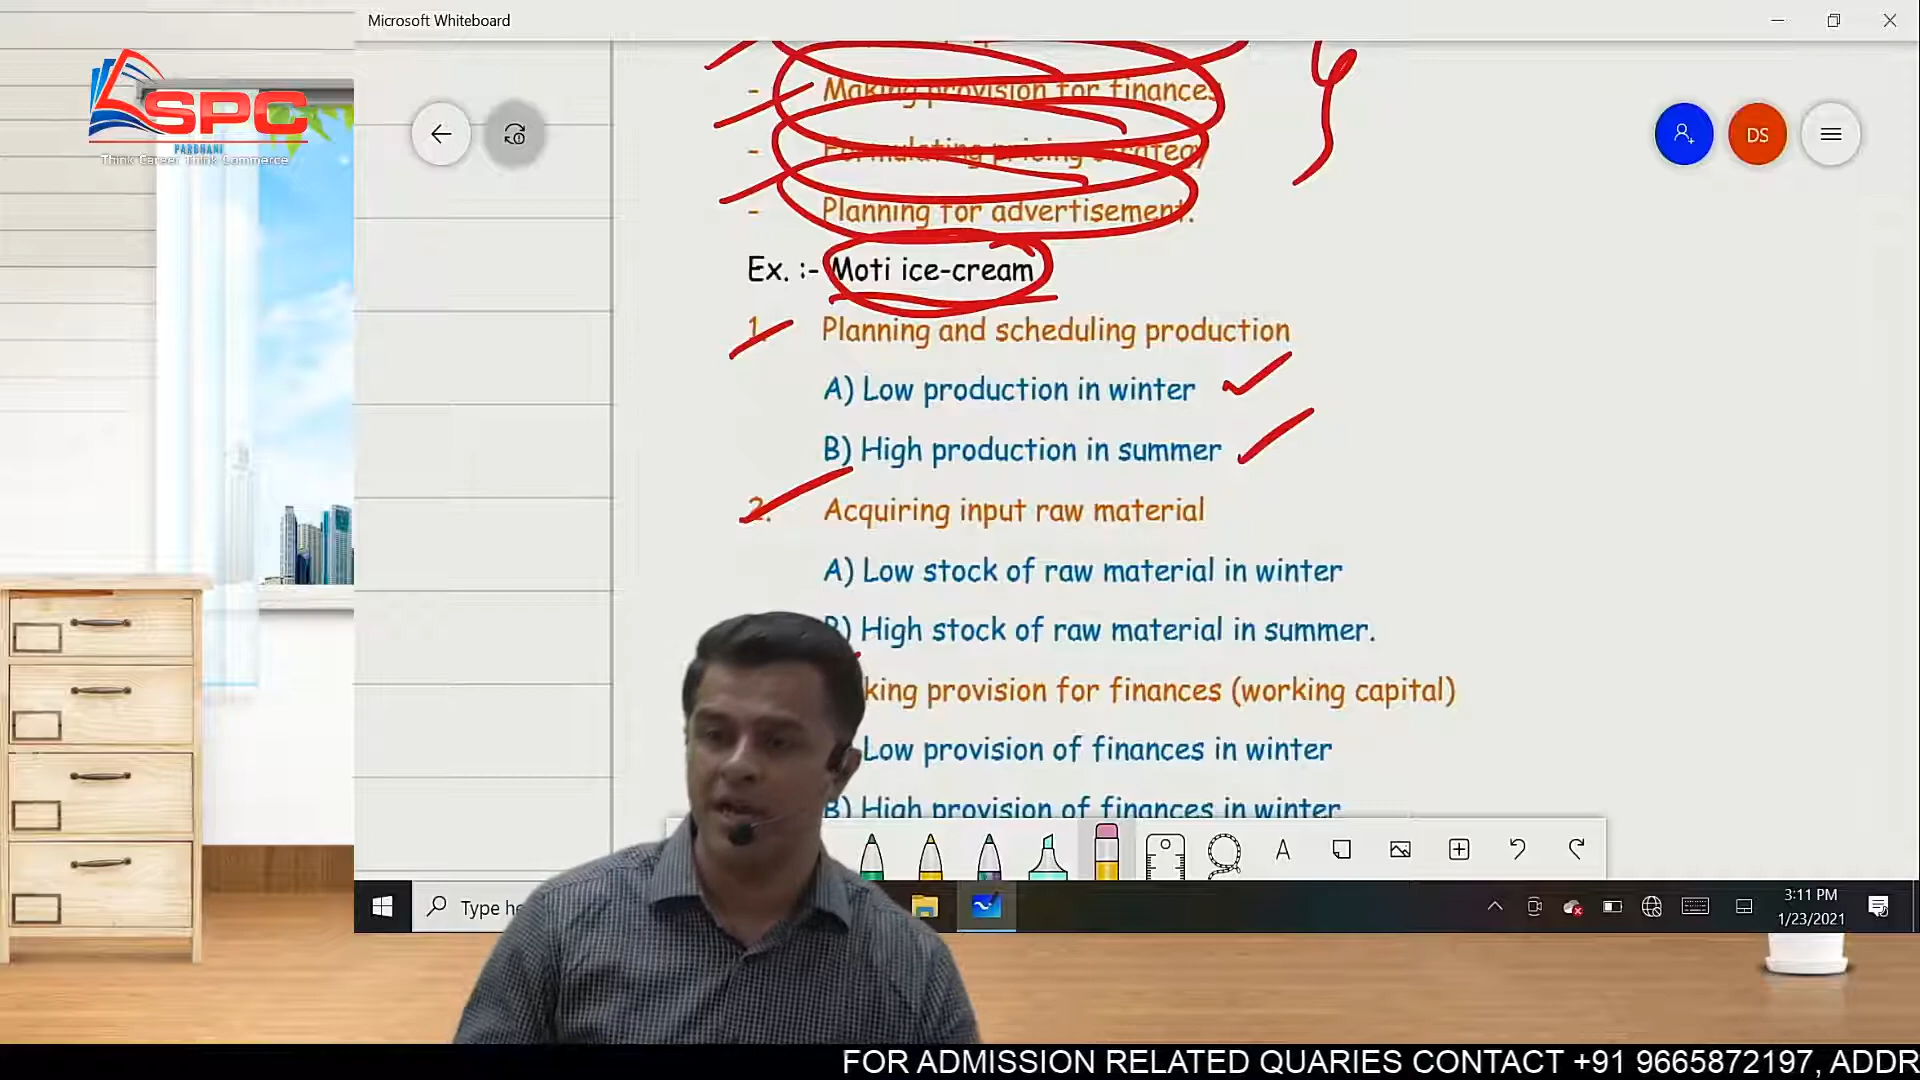 Microsoft Whiteboard
SPC
PARBHANI
Think Career Think Commerce
- Making provision for finances
- Formulating pricing strategy
- Planning for advertisement.
DS
Ex. :- Moti ice-cream
1. Planning and scheduling production
A) Low production in winter
B) High production in summer
2. Acquiring input raw material
A) Low stock of raw material in winter
B) High stock of raw material in summer.
king provision for finances (working capital)
Low provision of finances in winter
B) High provision of finances in winter
Type he
3:11 PM
1/23/2021
FOR ADMISSION RELATED QUARIES CONTACT +91 9665872197, ADDR